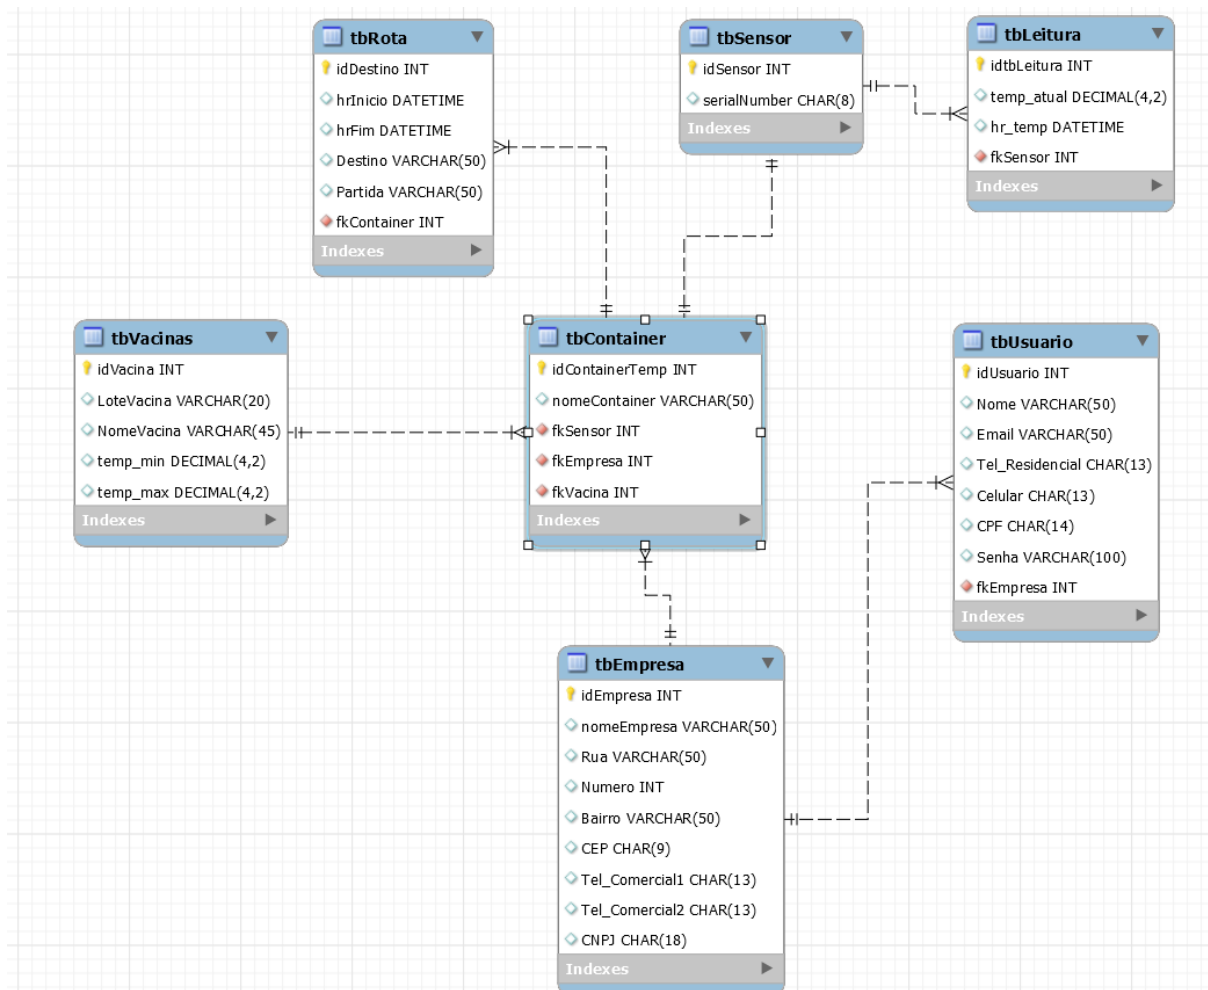 tbRota
idDestino INT
hrInicio DATETIME
hrFim DATETIME
Destino VARCHAR(50)
Partida VARCHAR(50)
fkContainer INT
Indexes
tbSensor
idSensor INT
serialNumber CHAR(8)
Indexes
tbLeitura
idtbLeitura INT
temp_atual DECIMAL(4,2)
hr_temp DATETIME
fkSensor INT
Indexes
tbVacinas
idVacina INT
LoteVacina VARCHAR(20)
NomeVacina VARCHAR(45)
temp_min DECIMAL(4,2)
temp_max DECIMAL(4,2)
Indexes
tbContainer
idContainerTemp INT
nomeContainer VARCHAR(50)
fkSensor INT
fkEmpresa INT
fkVacina INT
Indexes
tbUsuario
idUsuario INT
Nome VARCHAR(50)
Email VARCHAR(50)
Tel_Residencial CHAR(13)
Celular CHAR(13)
CPF CHAR(14)
Senha VARCHAR(100)
fkEmpresa INT
Indexes
tbEmpresa
idEmpresa INT
nomeEmpresa VARCHAR(50)
Rua VARCHAR(50)
Numero INT
Bairro VARCHAR(50)
CEP CHAR(9)
Tel_Comercial1 CHAR(13)
Tel_Comercial2 CHAR(13)
CNPJ CHAR(18)
Indexes